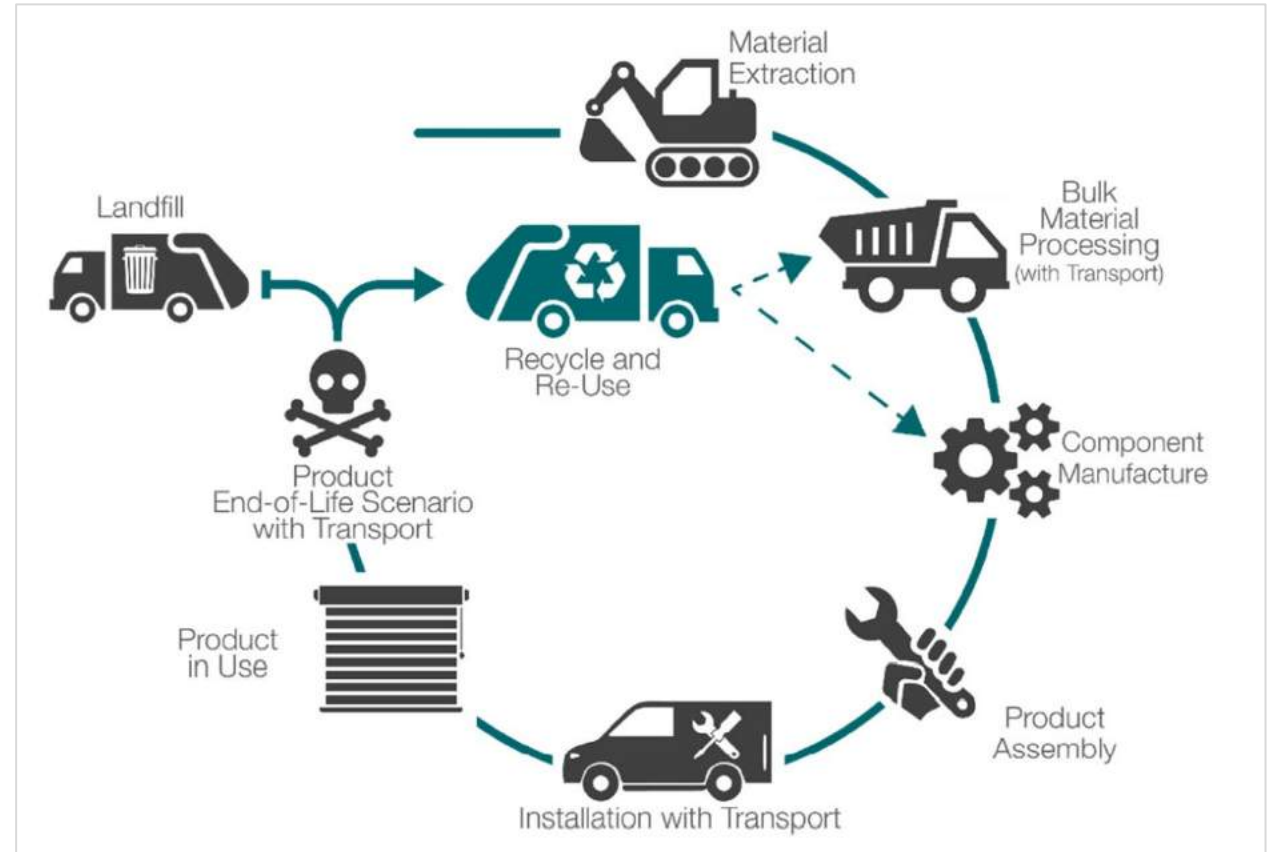 Material
Extraction
Bulk
Material
Processing
(with Transport)
Landfill
Recycle and
Re-Use
Component
Manufacture
Product
End-of-Life Scenario
with Transport
Product
in Use
Product
Assembly
Installation with Transport